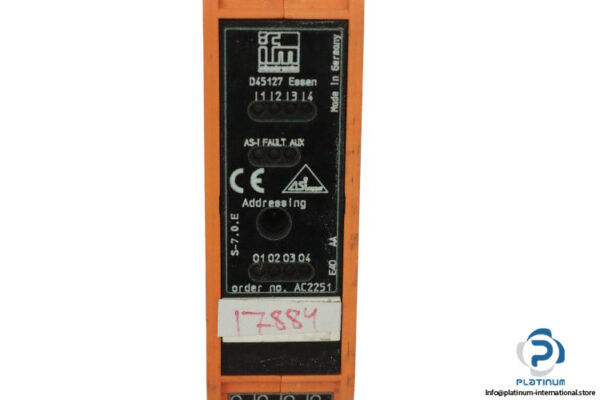 ifm
electronic
D45127 Essen
I1 I2 I3 I4
Made in Germany
AS-I FAULT AUX
CE
Addressing
S-7.0.E
O1 O2 O3 O4
E40 AA
order no. AC2251
17884
PLATINUM
Info@platinum-international.store